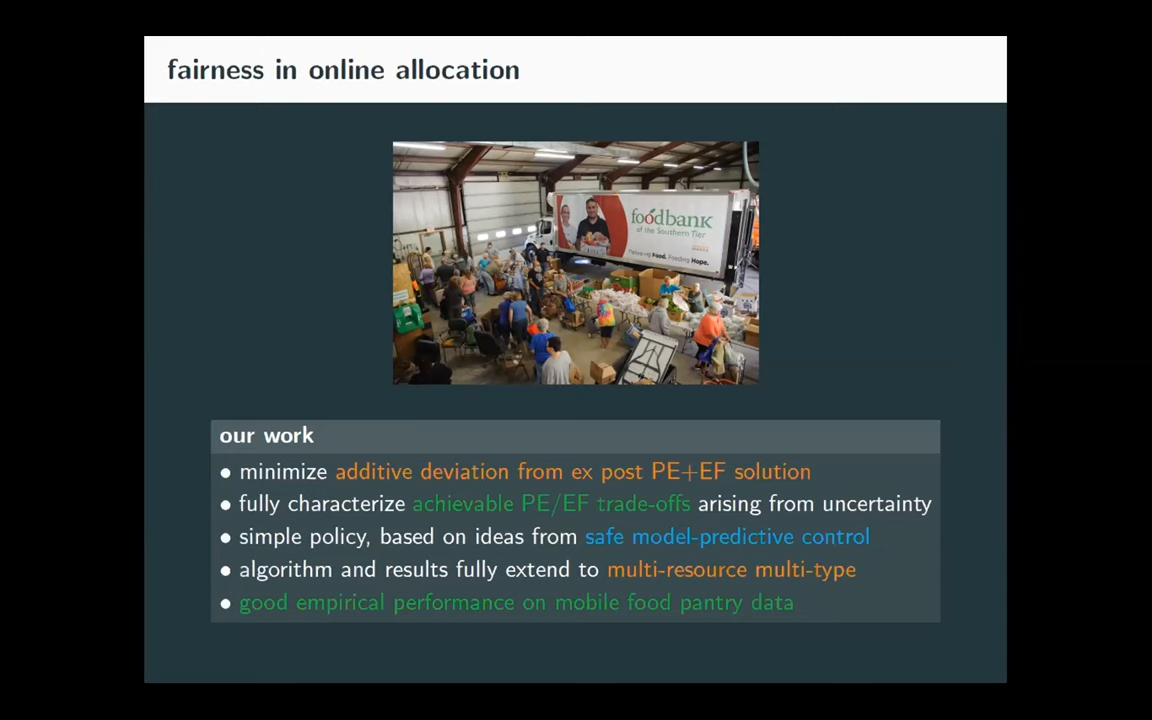 fairness in online allocation
foodbank
of the Southern Tier
Feeding Hope.
our work
• minimize additive deviation from ex post PE+EF solution
• fully characterize achievable PE/EF trade-offs arising from uncertainty
• simple policy, based on ideas from safe model-predictive control
• algorithm and results fully extend to multi-resource multi-type
• good empirical performance on mobile food pantry data